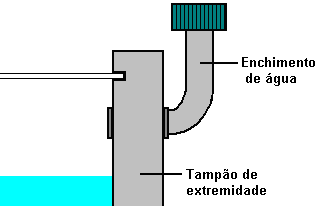 Enchimento
de água
Tampão de
extremidade